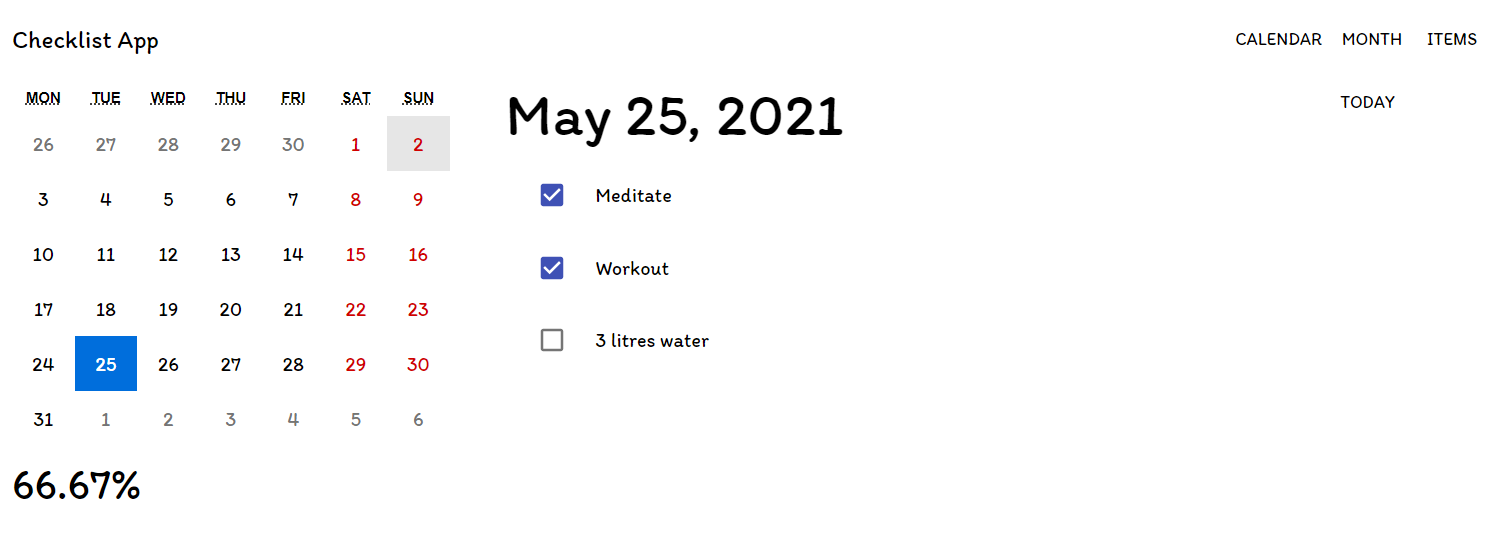 Checklist App
CALENDAR MONTH ITEMS
MON TUE WED THU FRI SAT SUN
26 27 28 29 30 1 2
3 4 5 6 7 8 9
10 11 12 13 14 15 16
17 18 19 20 21 22 23
24 25 26 27 28 29 30
31 1 2 3 4 5 6
66.67%
May 25, 2021
TODAY
Meditate
Workout
3 litres water